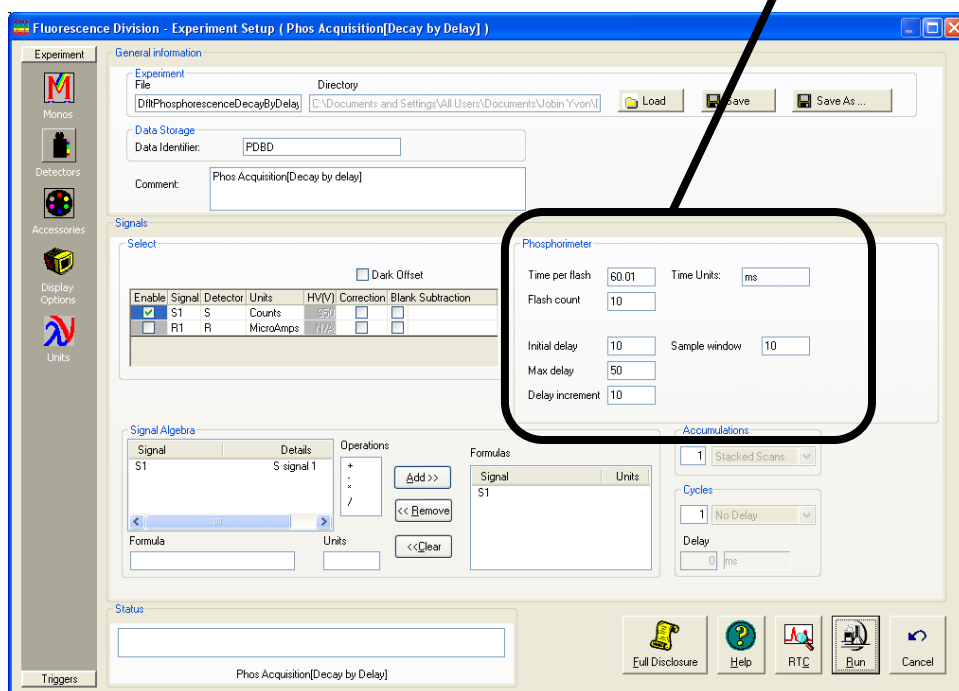 Fluorescence Division - Experiment Setup ( Phos Acquisition[Decay by Delay] )
Experiment
Monos
Detectors
Accessories
Display
Options
Units
Triggers
General information
Experiment
File
Directory
DfltPhosphorescenceDecayByDelay
C:\Documents and Settings\All Users\Documents\Jobin Yvon\
Load
Save
Save As ...
Data Storage
Data Identifier:
PDBD
Comment:
Phos Acquisition[Decay by delay]
Signals
Select
Dark Offset
Enable Signal Detector Units HV(V) Correction Blank Subtraction
S1 S Counts 950
R1 R MicroAmps N/A
Phosphorimeter
Time per flash 60.01 Time Units: ms
Flash count 10
Initial delay 10 Sample window 10
Max delay 50
Delay increment 10
Signal Algebra
Signal Details
S1 S signal 1
Operations
+
-
*
/
Add >>
<< Remove
<<Clear
Formula
Units
Formulas
Signal Units
S1
Accumulations
1 Stacked Scans
Cycles
1 No Delay
Delay
0 ms
Status
Phos Acquisition[Decay by Delay]
Full Disclosure
Help
RTC
Run
Cancel